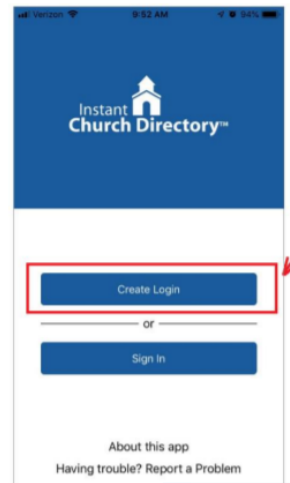 Verizon 9:52 AM 94%
Instant
Church Directory™
Create Login
or
Sign In
About this app
Having trouble? Report a Problem